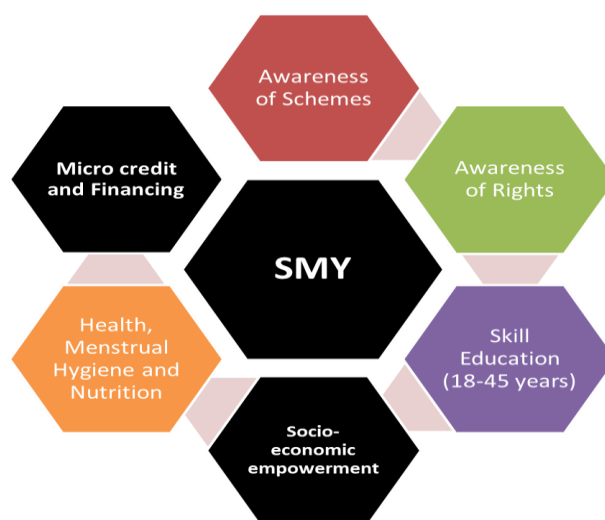 Awareness
of Schemes
Awareness
of Rights
Skill
Education
(18-45 years)
Socio-
economic
empowerment
Health,
Menstrual
Hygiene and
Nutrition
Micro credit
and Financing
SMY